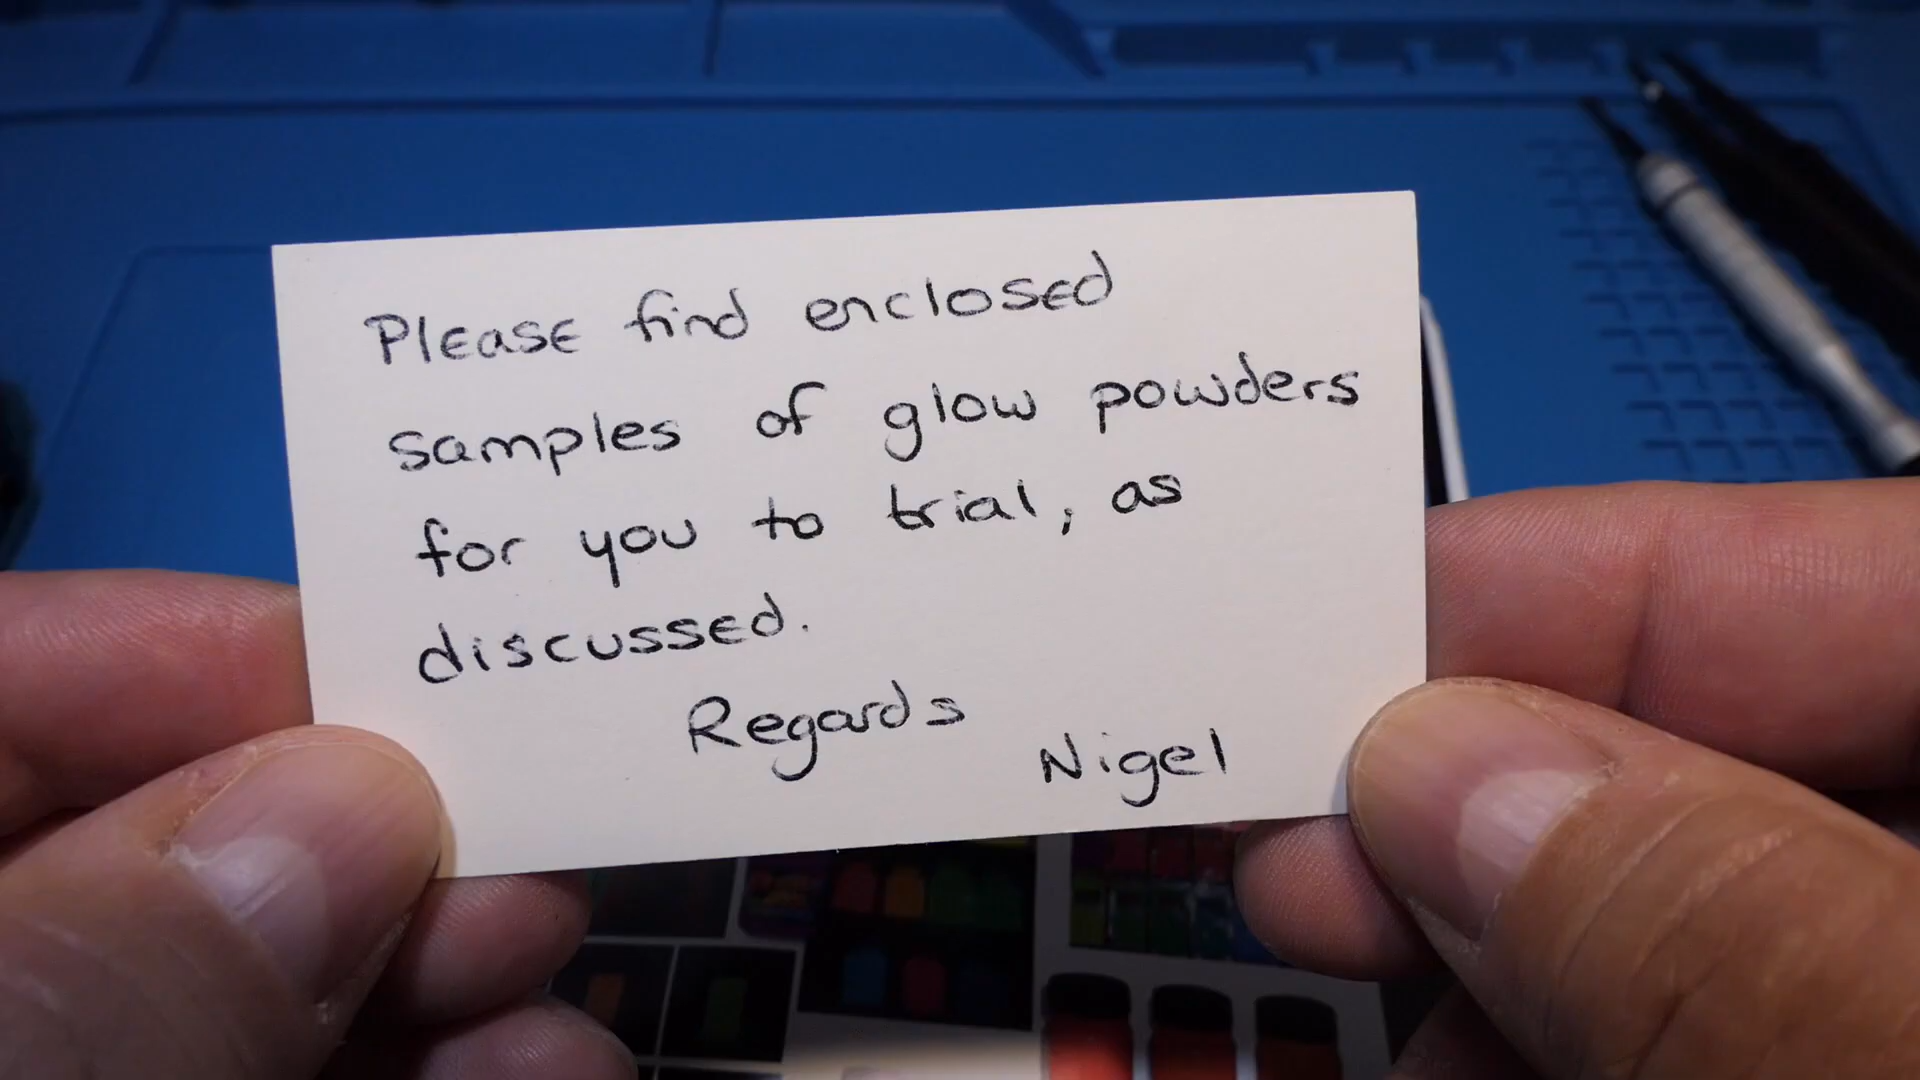 Please find enclosed
samples of glow powders
for you to trial, as
discussed.
Regards
Nigel